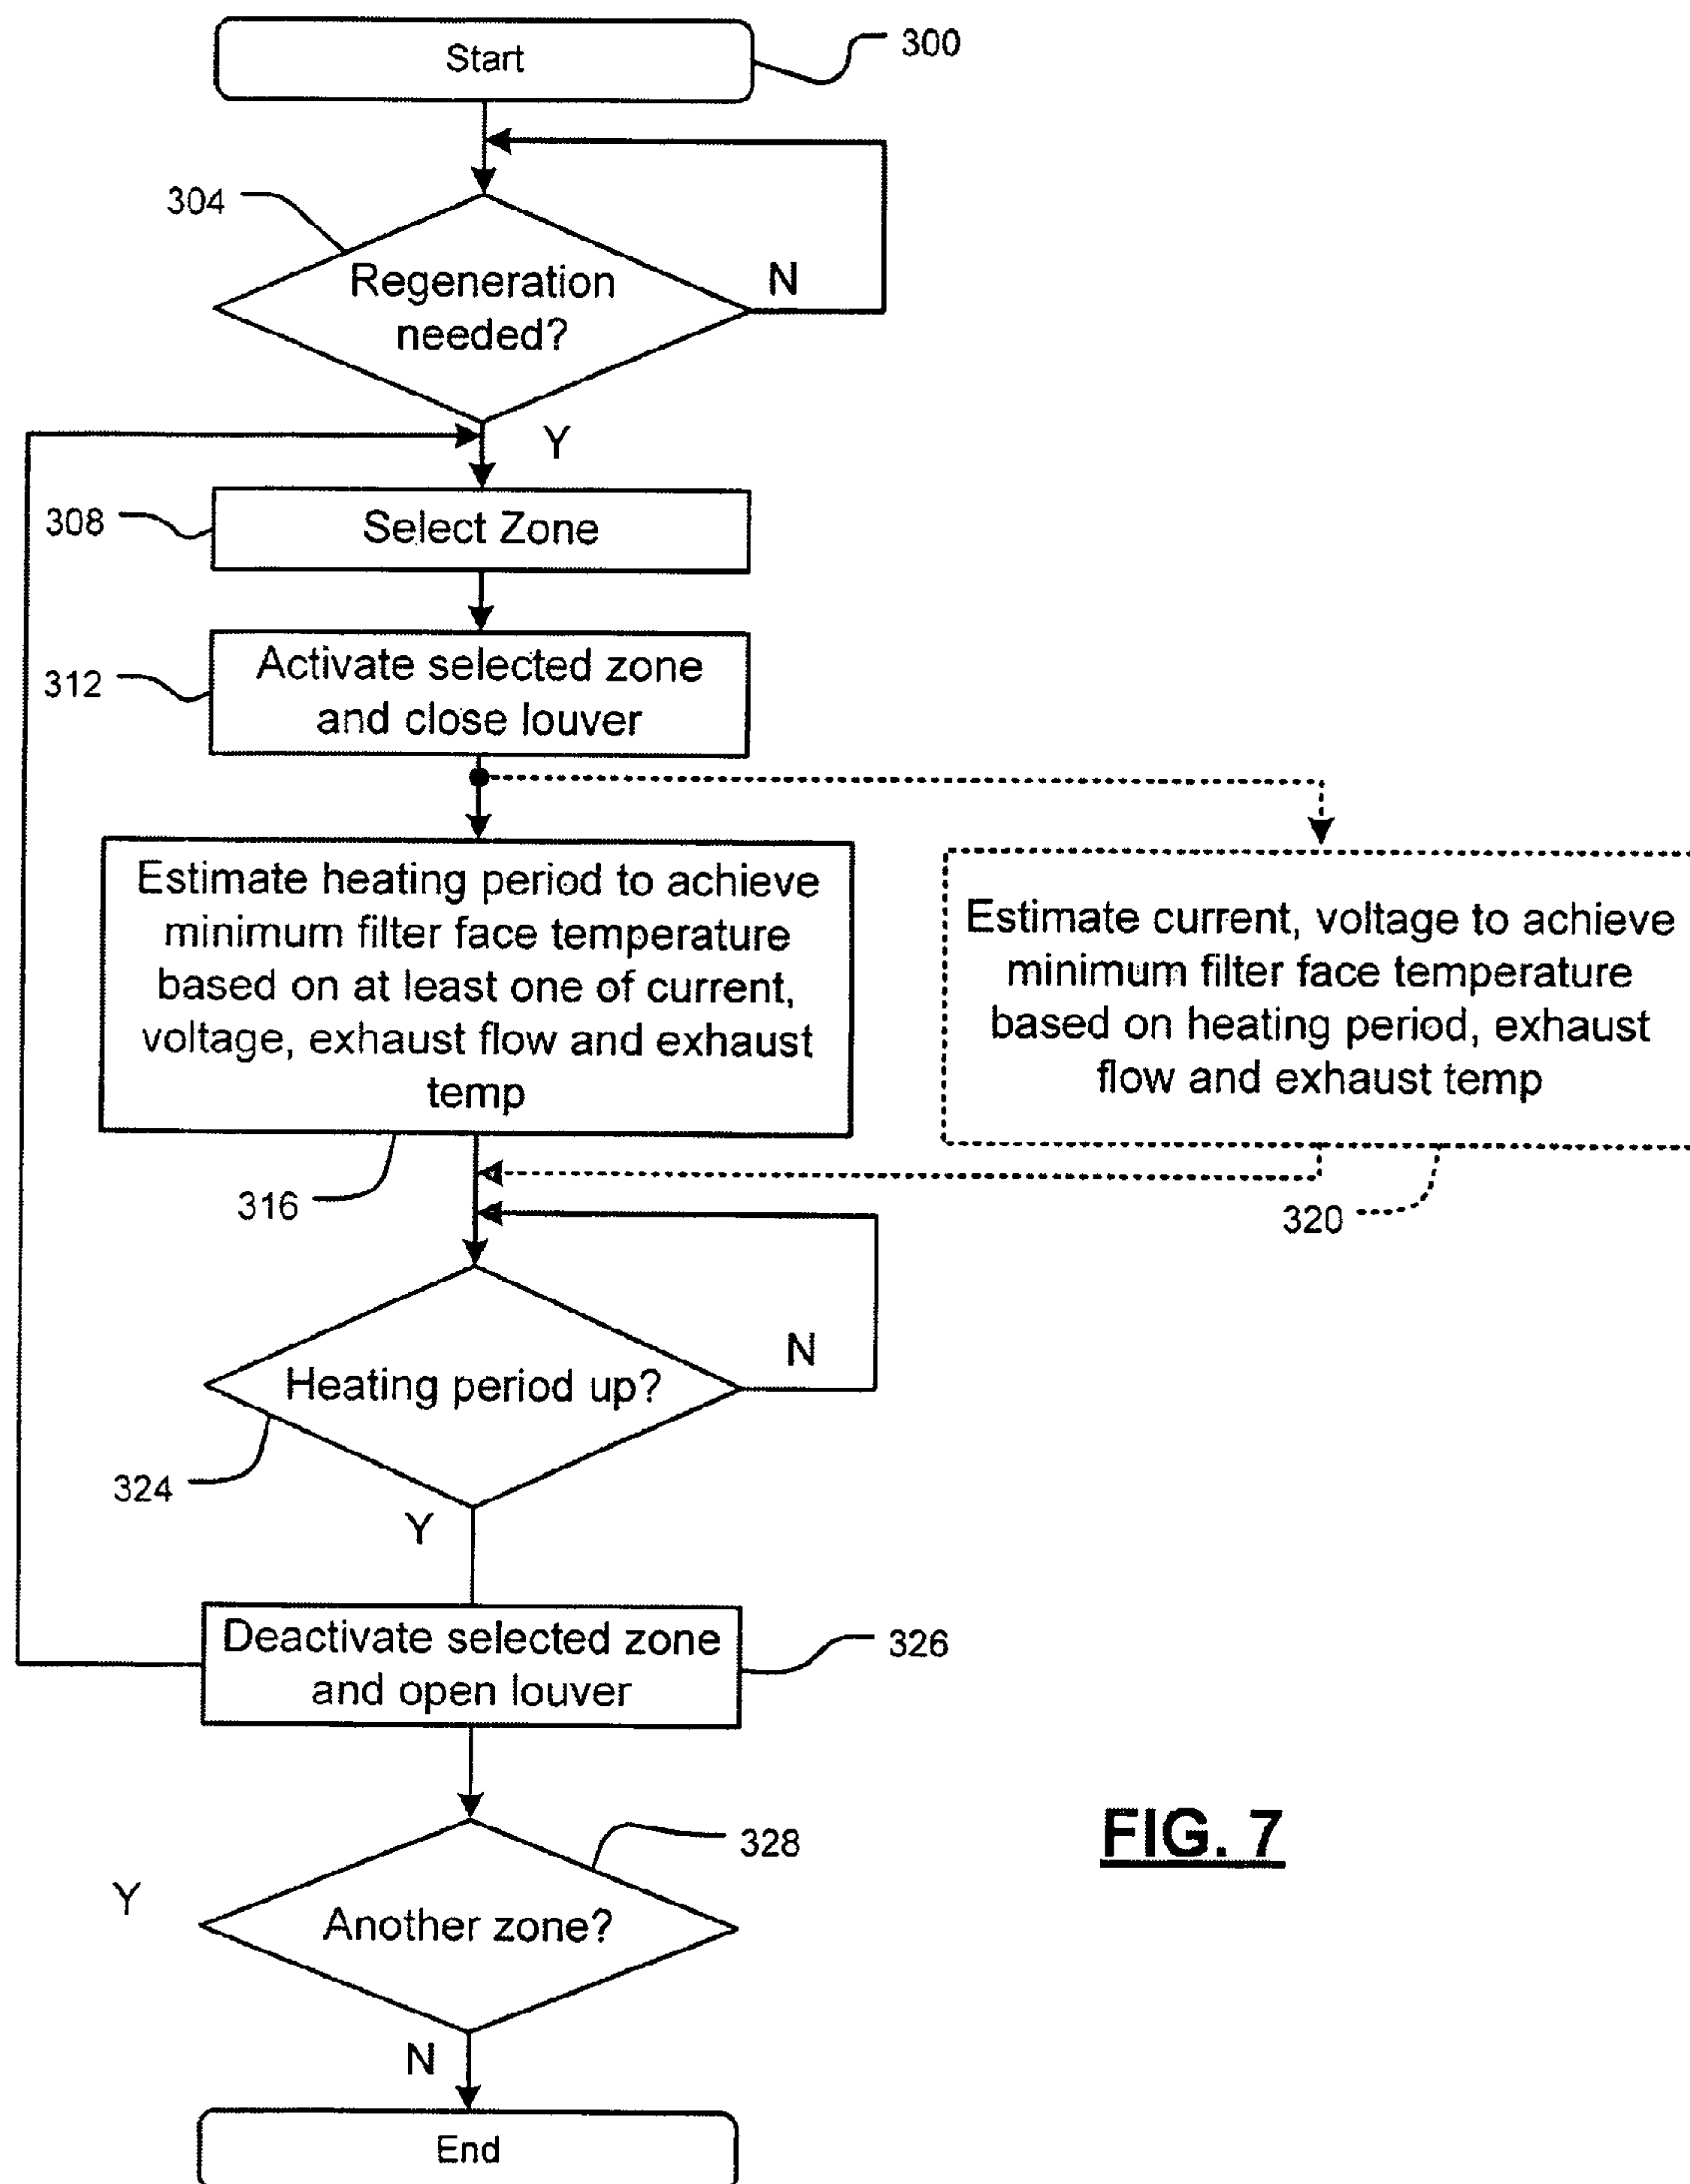 Start
300
304
Regeneration
needed?
N
Y
308
Select Zone
312
Activate selected zone
and close louver
Estimate heating period to achieve
minimum filter face temperature
based on at least one of current,
voltage, exhaust flow and exhaust
temp
316
Estimate current, voltage to achieve
minimum filter face temperature
based on heating period, exhaust
flow and exhaust temp
320
Heating period up?
N
324
Y
Deactivate selected zone
and open louver
326
328
Y
Another zone?
N
End
FIG. 7